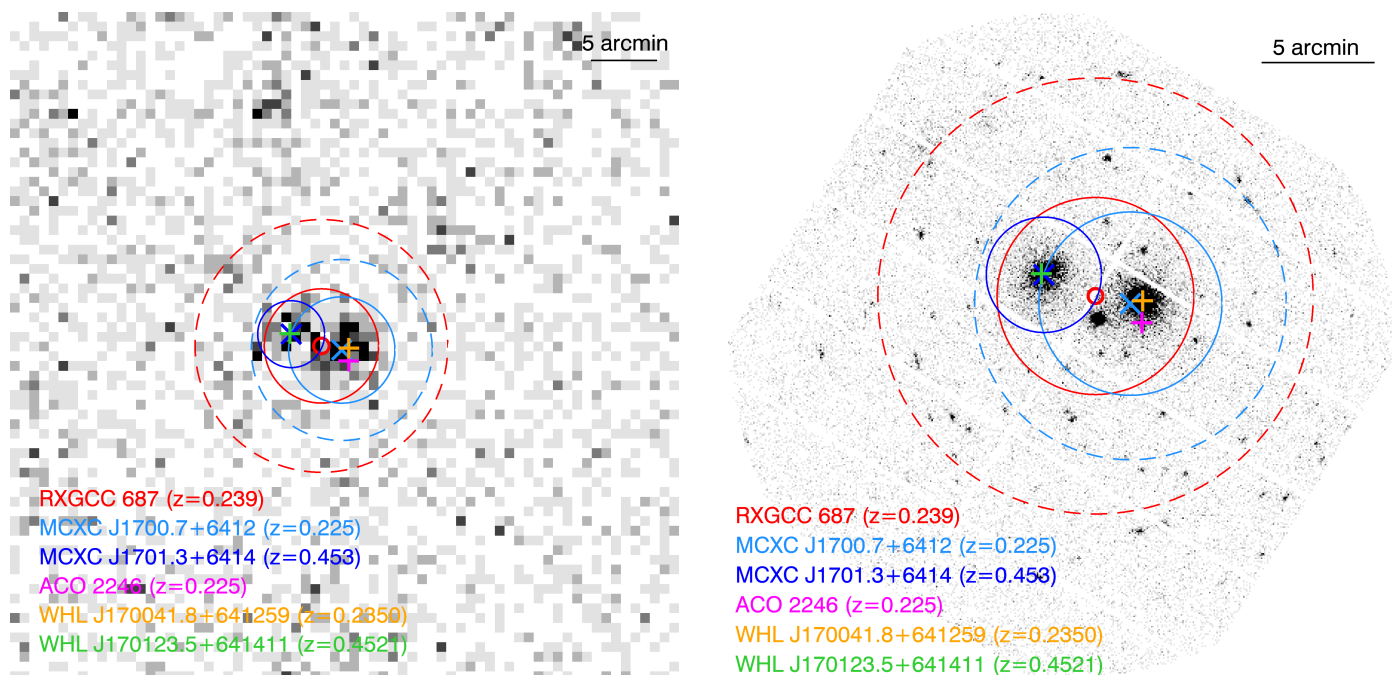 5 arcmin
RXGCC 687 (z=0.239)
MCXC J1700.7+6412 (z=0.225)
MCXC J1701.3+6414 (z=0.453)
ACO 2246 (z=0.225)
WHL J170041.8+641259 (z=0.2350)
WHL J170123.5+641411 (z=0.4521)
5 arcmin
RXGCC 687 (z=0.239)
MCXC J1700.7+6412 (z=0.225)
MCXC J1701.3+6414 (z=0.453)
ACO 2246 (z=0.225)
WHL J170041.8+641259 (z=0.2350)
WHL J170123.5+641411 (z=0.4521)